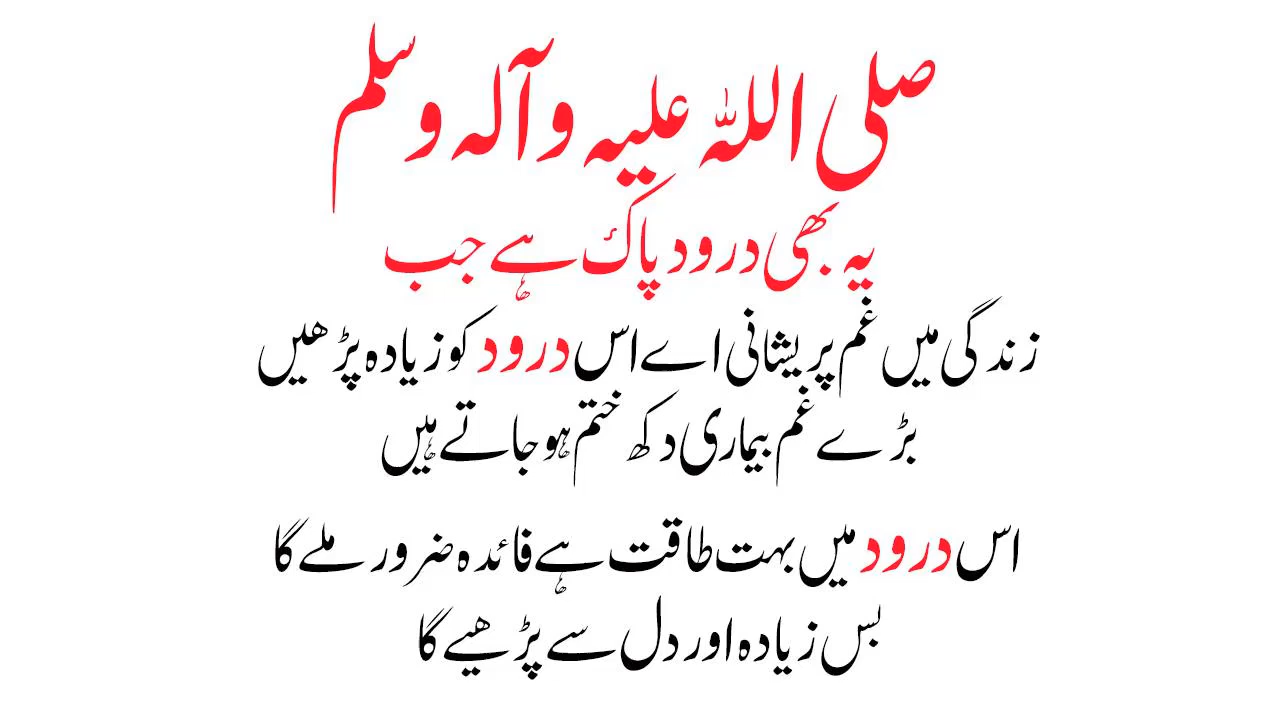 صلی اللہ علیہ وآلہ وسلم
یہ بھی درود پاک ہے جب
زندگی میں غم پریشانی اے اس درود کو زیادہ پڑھیں
بڑے غم بیماری دکھ ختم ہو جاتے ہیں
اس درود میں بہت طاقت ہے فائدہ ضرور ملے گا
بس زیادہ اور دل سے پڑھیے گا